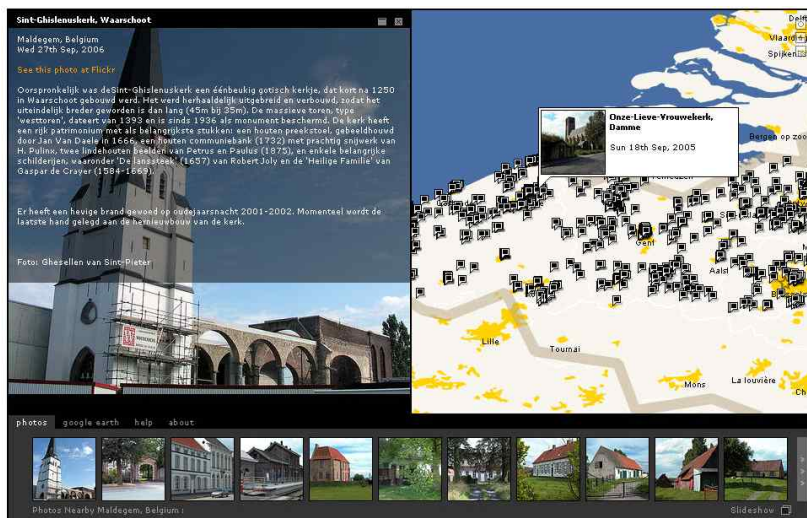 Sint-Ghislenuskerk, Waarschoot
Maldegem, Belgium
Wed 27th Sep, 2006
See this photo at Flickr
Oorspronkelijk was deSint-Ghislenuskerk een éénbeukig gotisch kerkje, dat kort na 1250
in Waarschoot gebouwd werd. Het werd herhaaldelijk uitgebreid en verbouwd, zodat het
uiteindelijk breder geworden is dan lang (45m bij 35m). De massieve toren, type
'westtoren', dateert van 1393 en is sinds 1936 als monument beschermd. De kerk heeft
een rijk patrimonium met als belangrijkste stukken: een houten preekstoel, gebeeldhouwd
door Jan Van Daele in 1666, een houten communiebank (1732) met prachtig snijwerk van
H. Pulinx, twee lindehouten beelden van Petrus en Paulus (1875), en enkele belangrijke
schilderijen, waaronder 'De lanssteek' (1657) van Robert Joly en de 'Heilige Familie' van
Gaspar de Crayer (1584-1669).
Er heeft een hevige brand gewoed op oudejaarsnacht 2001-2002. Momenteel wordt de
laatste hand gelegd aan de hernieuwbouw van de kerk.
Foto: Ghesellen van Sint-Pieter
Delft
Vlaard
Spijken
Onze-Lieve-Vrouwekerk,
Damme
Sun 18th Sep, 2005
Bergen op zoo
Terneuzen
Gent
Aalst
Lille
Tournai
Mons
La louvière
Ch
photos google earth help about
Photos Nearby Maldegem, Belgium :
Slideshow